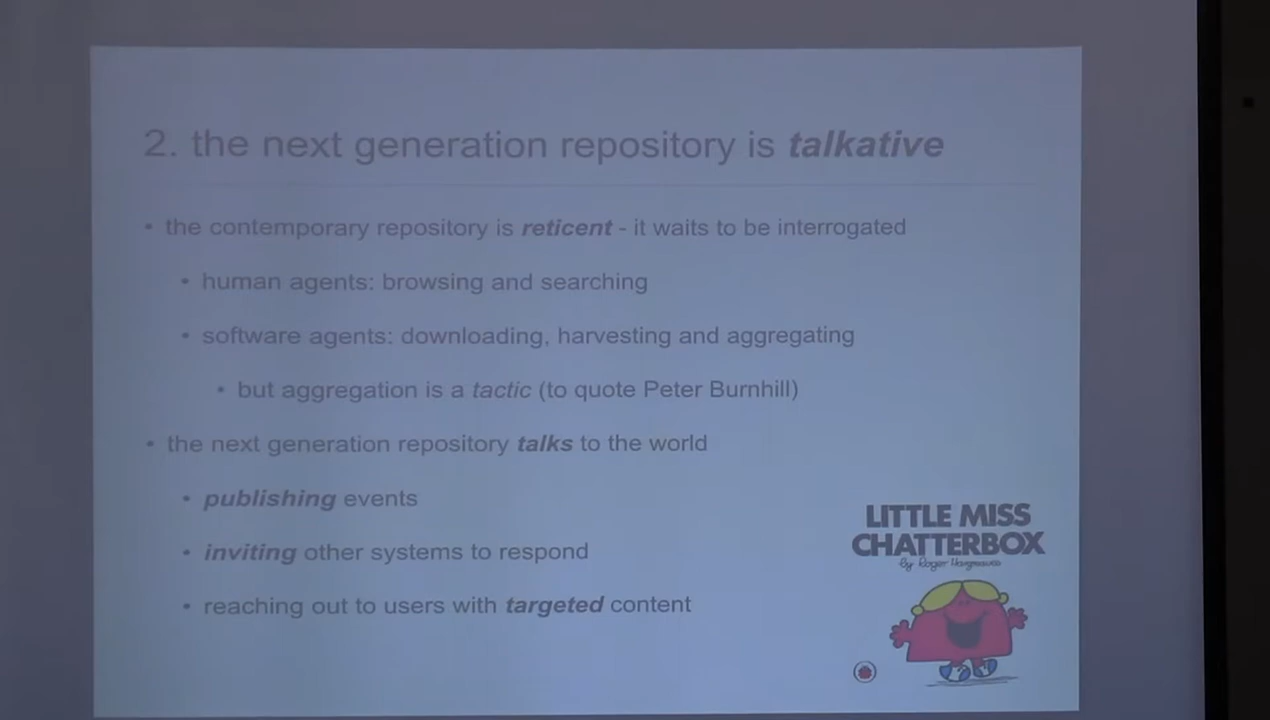 2. the next generation repository is talkative
• the contemporary repository is reticent - it waits to be interrogated
• human agents: browsing and searching
• software agents: downloading, harvesting and aggregating
• but aggregation is a tactic (to quote Peter Burnhill)
• the next generation repository talks to the world
• publishing events
• inviting other systems to respond
• reaching out to users with targeted content
LITTLE MISS
CHATTERBOX
by Roger Hargreaves